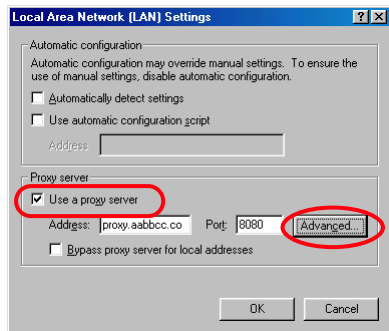 Local Area Network (LAN) Settings
Automatic configuration
Automatic configuration may override manual settings. To ensure the
use of manual settings, disable automatic configuration.
Automatically detect settings
Use automatic configuration script
Address
Proxy server
Use a proxy server
Address: proxy.aabbcc.co Port: 8080 Advanced...
Bypass proxy server for local addresses
OK Cancel